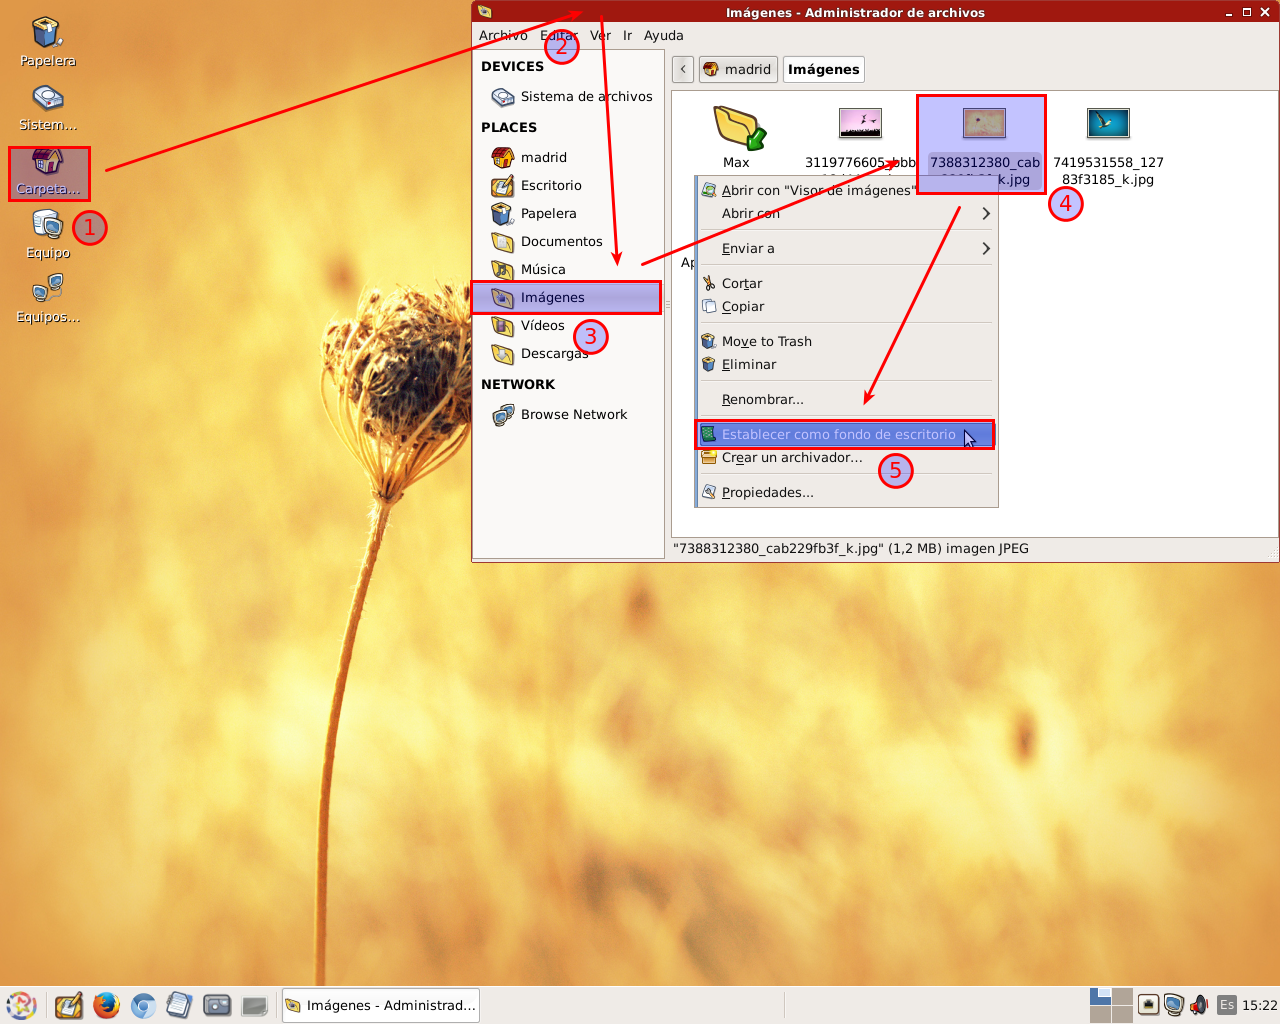 Papelera
Sistem...
Carpeta...
1
Equipo
Equipos...
Imágenes - Administrador de archivos
Archivo Editar Ver Ir Ayuda
2
DEVICES
Sistema de archivos
PLACES
madrid
Escritorio
Papelera
Documentos
Música
Imágenes
Vídeos
3
Descargas
NETWORK
Browse Network
madrid
Imágenes
Max
3119776605_bbb
7388312380_cab
k.jpg
7419531558_127
83f3185_k.jpg
4
Ap
Abrir con "Visor de imágenes"
Abrir con
Enviar a
Cortar
Copiar
Move to Trash
Eliminar
Renombrar...
Establecer como fondo de escritorio
Crear un archivador...
5
Propiedades...
"7388312380_cab229fb3f_k.jpg" (1,2 MB) imagen JPEG
Imágenes - Administrad...
Es 15:22